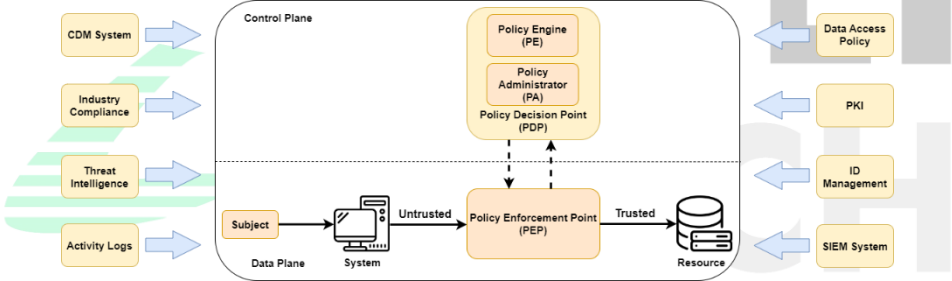 Control Plane
CDM System
Industry
Compliance
Threat
Intelligence
Activity Logs
Policy Engine
(PE)
Policy
Administrator
(PA)
Policy Decision Point
(PDP)
Subject
System
Untrusted
Policy Enforcement Point
(PEP)
Trusted
Resource
Data Plane
Data Access
Policy
PKI
ID
Management
SIEM System
CH